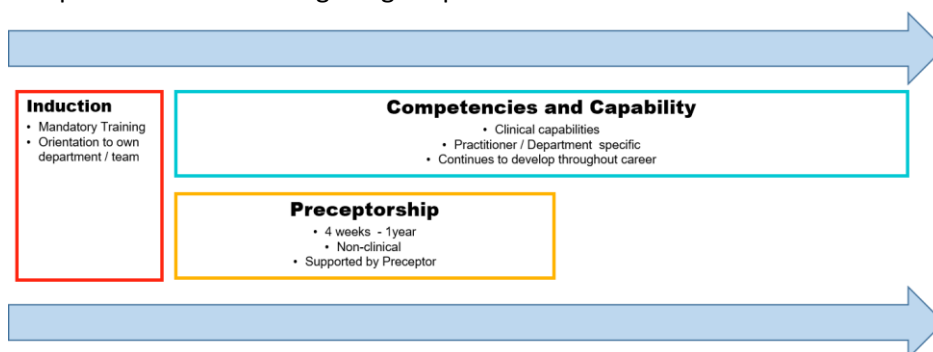 Induction
• Mandatory Training
• Orientation to own
department / team
Competencies and Capability
• Clinical capabilities
• Practitioner / Department specific
• Continues to develop throughout career
Preceptorship
• 4 weeks - 1year
• Non-clinical
• Supported by Preceptor